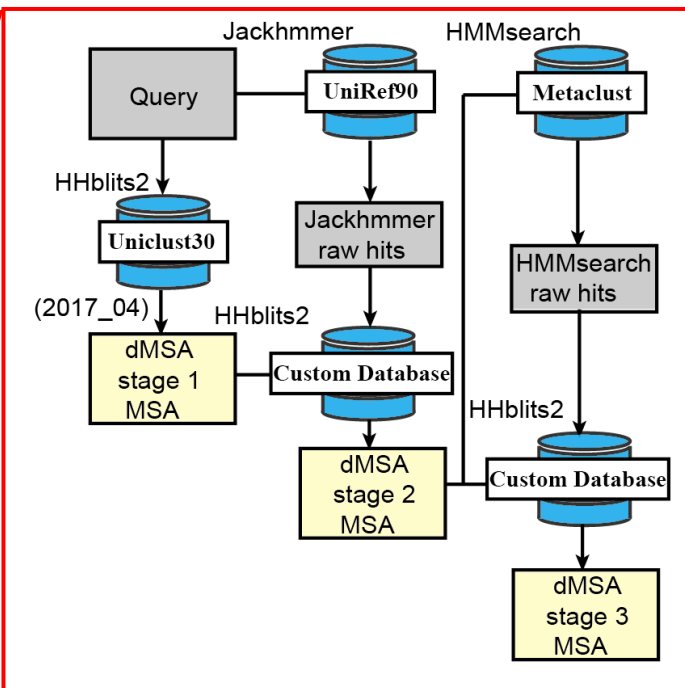 Jackhmmer
HMMsearch
Query
UniRef90
Metaclust
HHblits2
Uniclust30
Jackhmmer
raw hits
HMMsearch
raw hits
(2017_04)
HHblits2
dMSA
stage 1
MSA
Custom Database
HHblits2
dMSA
stage 2
MSA
Custom Database
dMSA
stage 3
MSA